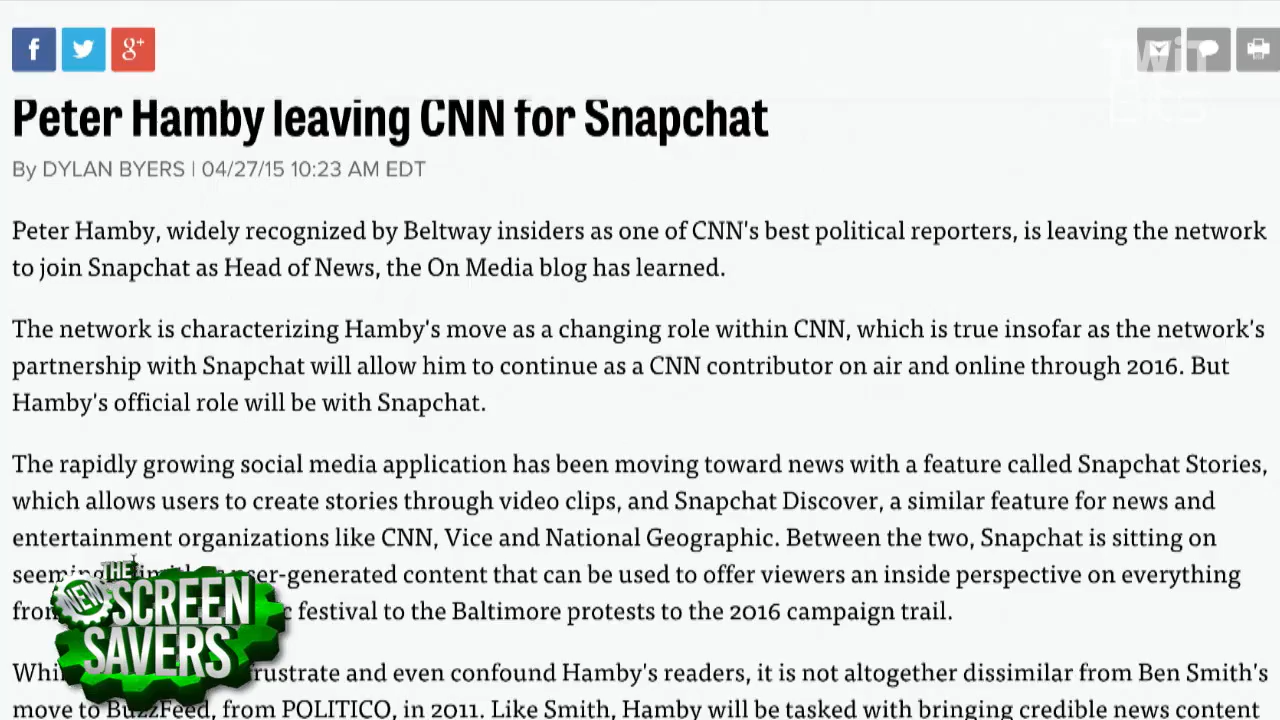 f
g+
TWiT
Peter Hamby leaving CNN for Snapchat
By DYLAN BYERS | 04/27/15 10:23 AM EDT
Peter Hamby, widely recognized by Beltway insiders as one of CNN's best political reporters, is leaving the network
to join Snapchat as Head of News, the On Media blog has learned.
The network is characterizing Hamby's move as a changing role within CNN, which is true insofar as the network's
partnership with Snapchat will allow him to continue as a CNN contributor on air and online through 2016. But
Hamby's official role will be with Snapchat.
The rapidly growing social media application has been moving toward news with a feature called Snapchat Stories,
which allows users to create stories through video clips, and Snapchat Discover, a similar feature for news and
entertainment organizations like CNN, Vice and National Geographic. Between the two, Snapchat is sitting on
user-generated content that can be used to offer viewers an inside perspective on everything
festival to the Baltimore protests to the 2016 campaign trail.
frustrate and even confound Hamby's readers, it is not altogether dissimilar from Ben Smith's
move to BuzzFeed, from POLITICO, in 2011. Like Smith, Hamby will be tasked with bringing credible news content
THE
NEW SCREEN
SAVERS